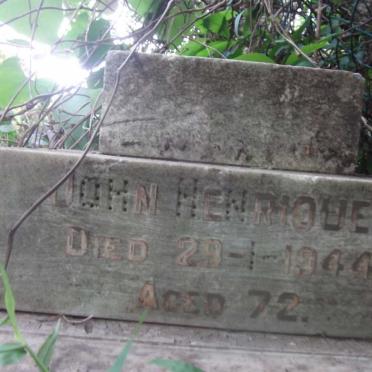 JOHN HENRIQUE
DIED 29-1-1944
AGED 72.